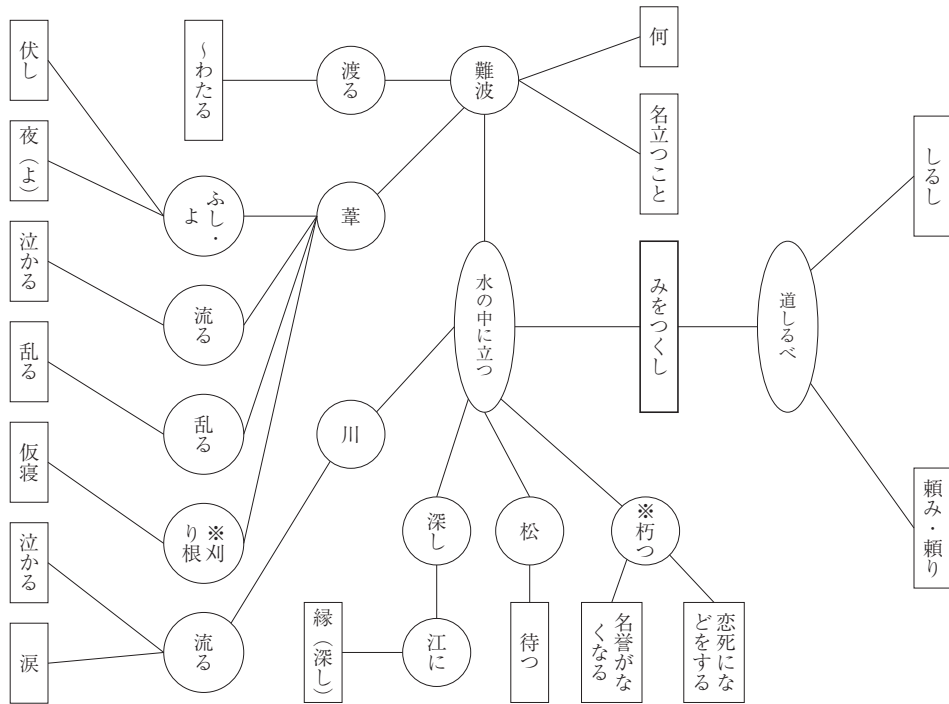 しるし
頼み・頼り
道しるべ
何
名立つこと
みをつくし
恋死にな
どをする
名誉がな
くなる
※朽つ
難波
水の中に立つ
松
待つ
深し
江に
縁（深し）
渡る
〜わたる
葦
川
ふし・
よ
流る
乱る
※刈
り根
流る
伏し
夜（よ）
泣かる
乱る
仮寝
泣かる
涙